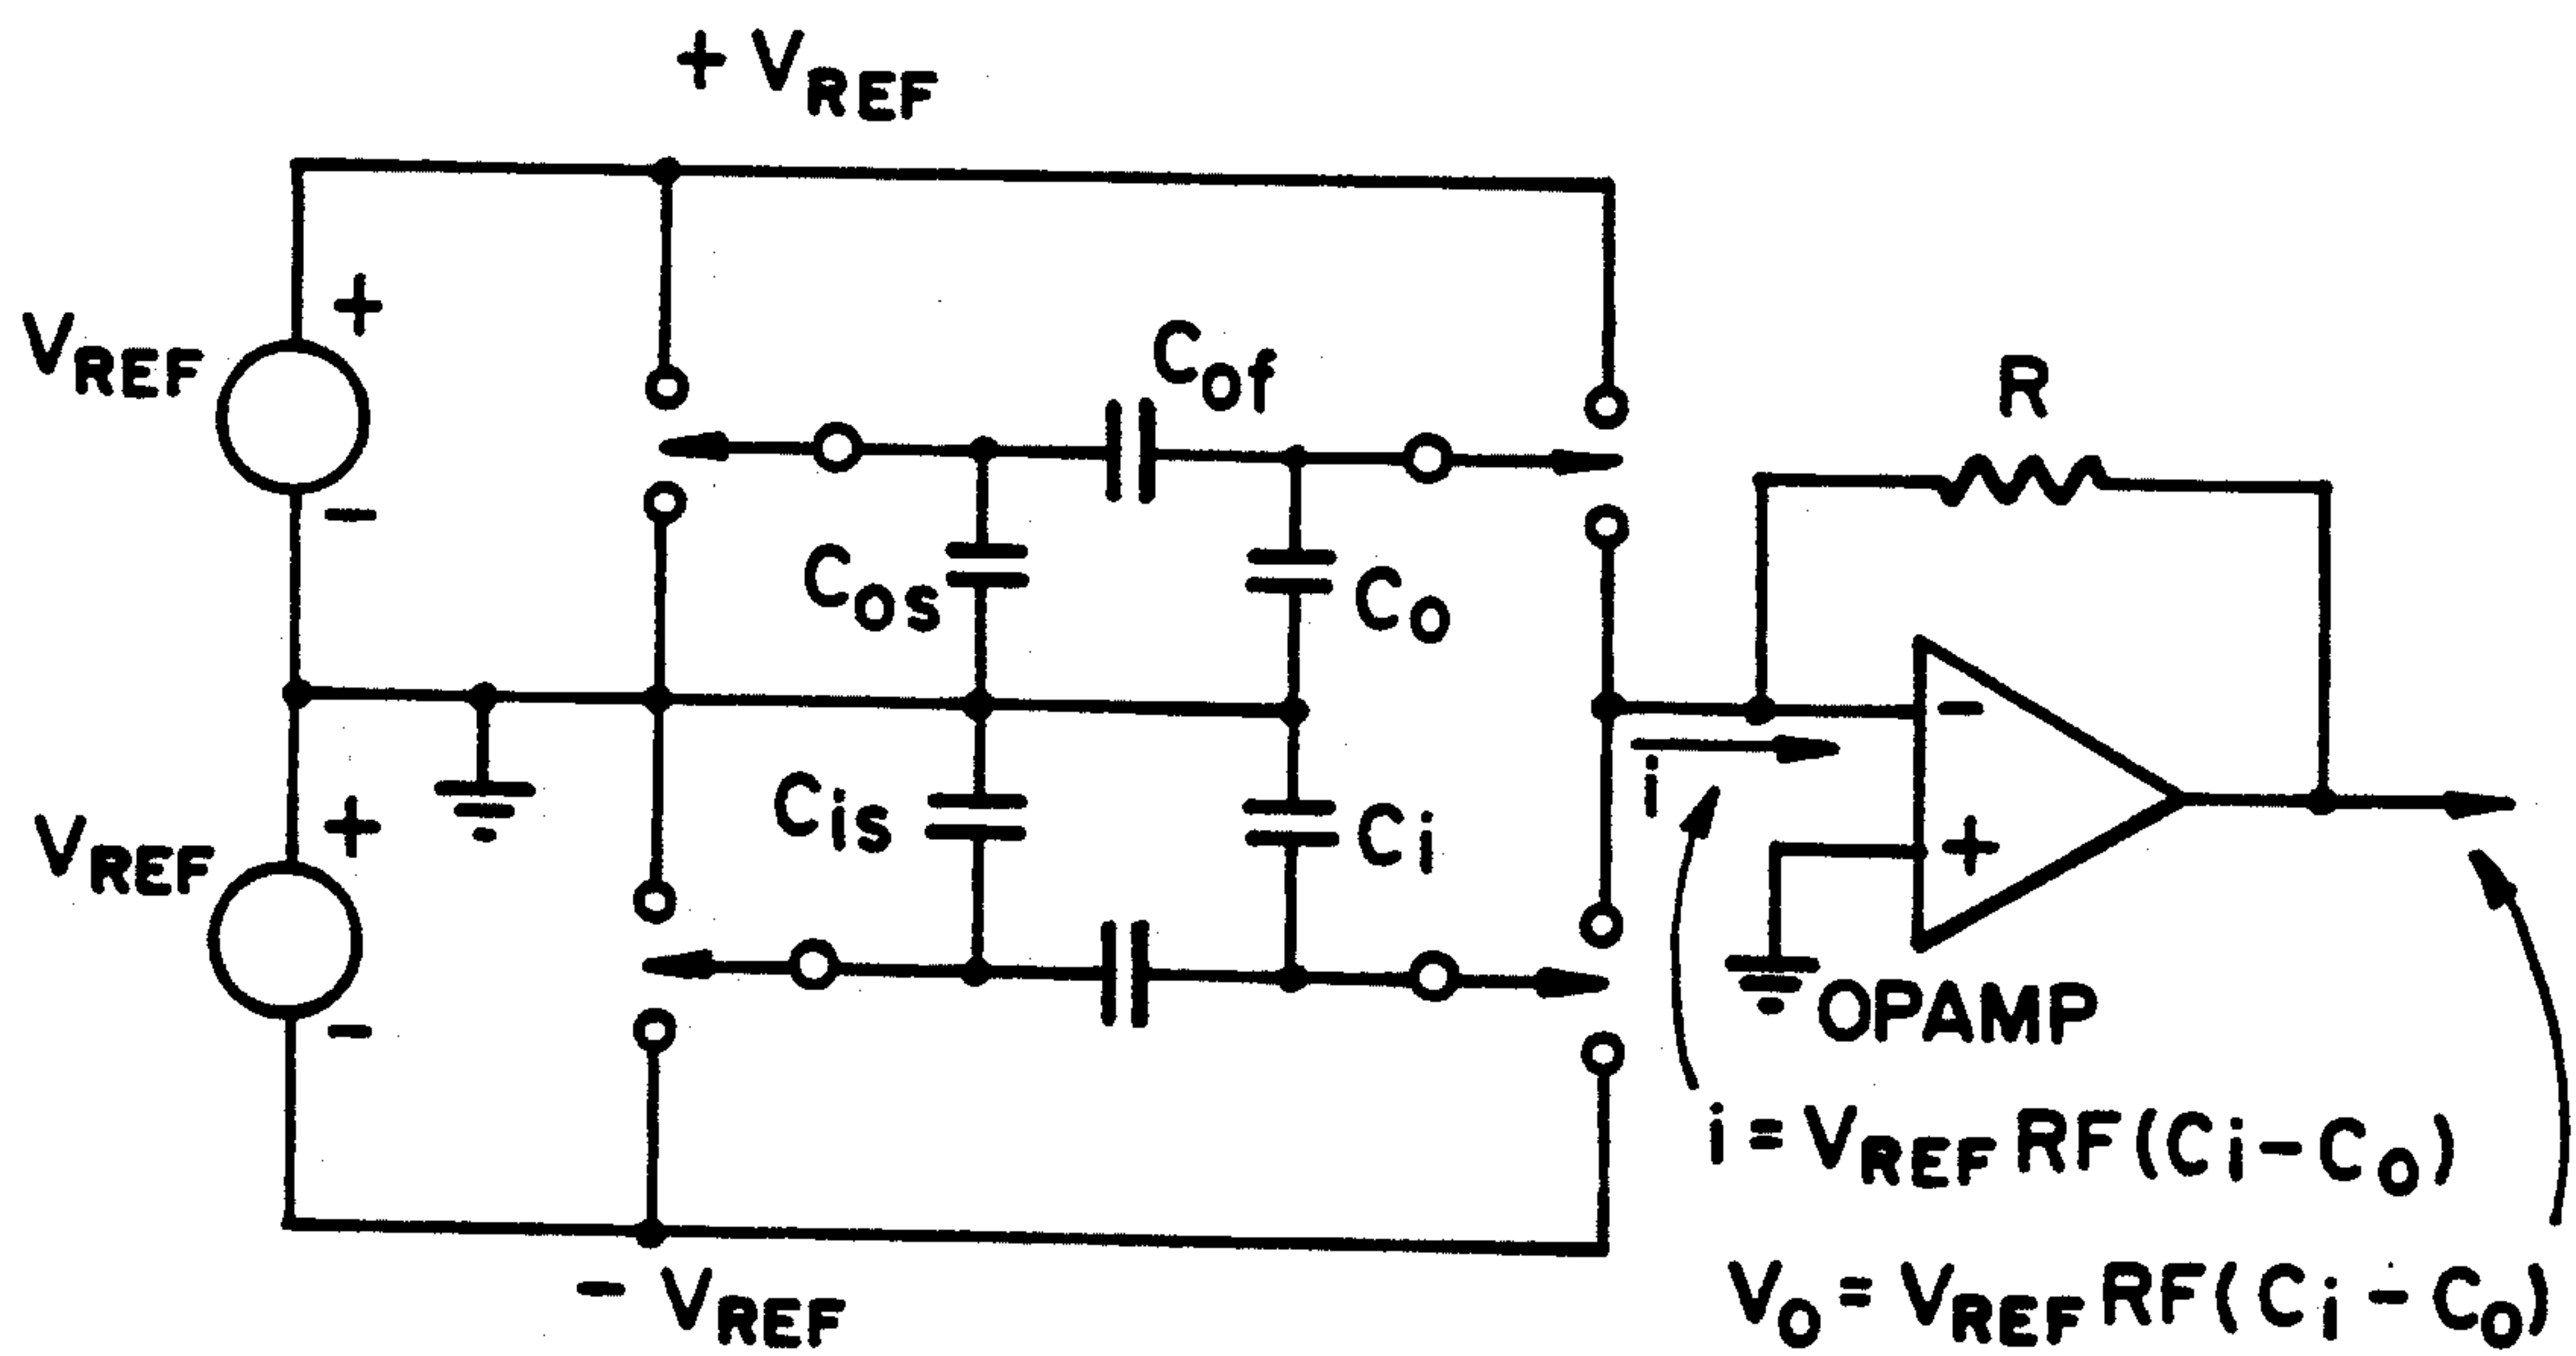 + VREF
VREF
+
-
Cof
R
Cos
Co
-
i
VREF
+
-
Cis
Ci
+
OPAMP
i = VREF RF (Ci - Co)
- VREF
Vo = VREF RF (Ci - Co)